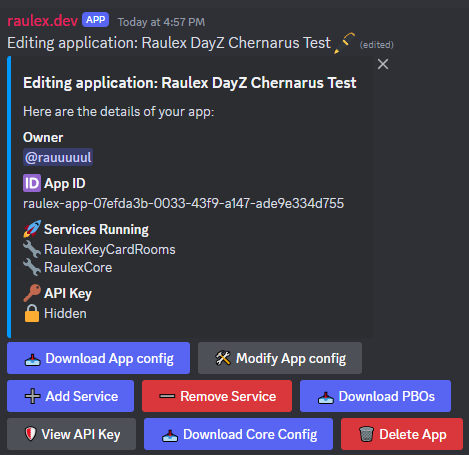 raulex.dev APP Today at 4:57 PM
Editing application: Raulex DayZ Chernarus Test (edited)
Editing application: Raulex DayZ Chernarus Test
Here are the details of your app:
Owner
@rauuuuul
ID App ID
raulex-app-07efda3b-0033-43f9-a147-ade9e334d755
Services Running
RaulexKeyCardRooms
RaulexCore
API Key
Hidden
Download App config Modify App config
Add Service Remove Service Download PBOs
View API Key Download Core Config Delete App